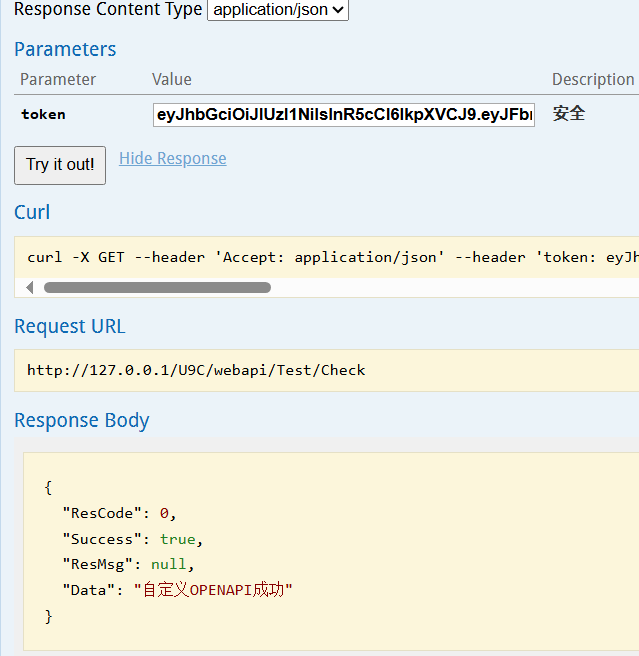 Response Content Type application/json
Parameters
Parameter Value Description
token eyJhbGciOiJIUzI1NiIsInR5cCI6IkpXVCJ9.eyJFbn 安全
Try it out! Hide Response
Curl
curl -X GET --header 'Accept: application/json' --header 'token: eyJh
Request URL
http://127.0.0.1/U9C/webapi/Test/Check
Response Body
{
"ResCode": 0,
"Success": true,
"ResMsg": null,
"Data": "自定义OPENAPI成功"
}